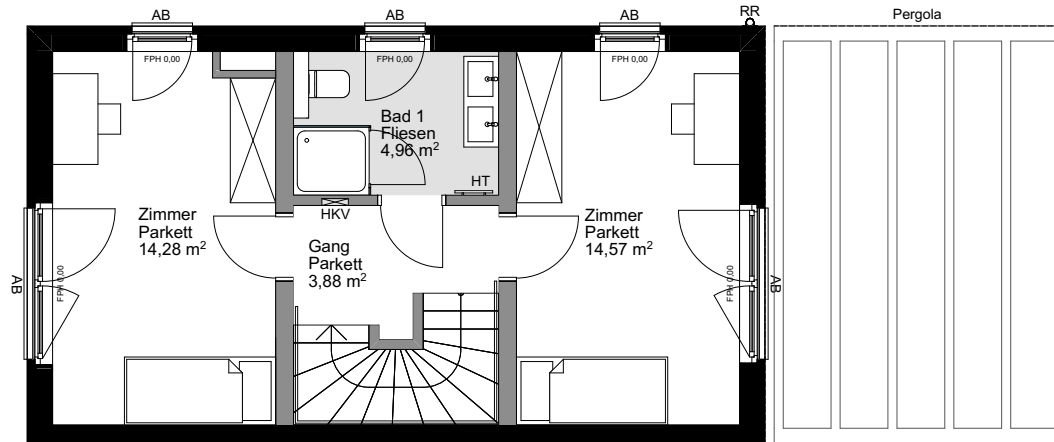 AB
AB
AB
RR
Pergola
FPH 0,00
FPH 0,00
FPH 0,00
Bad 1
Fliesen
4,96 m²
HT
HKV
Zimmer
Parkett
14,28 m²
Gang
Parkett
3,88 m²
Zimmer
Parkett
14,57 m²
AB
FPH 0,00
FPH 0,00
AB